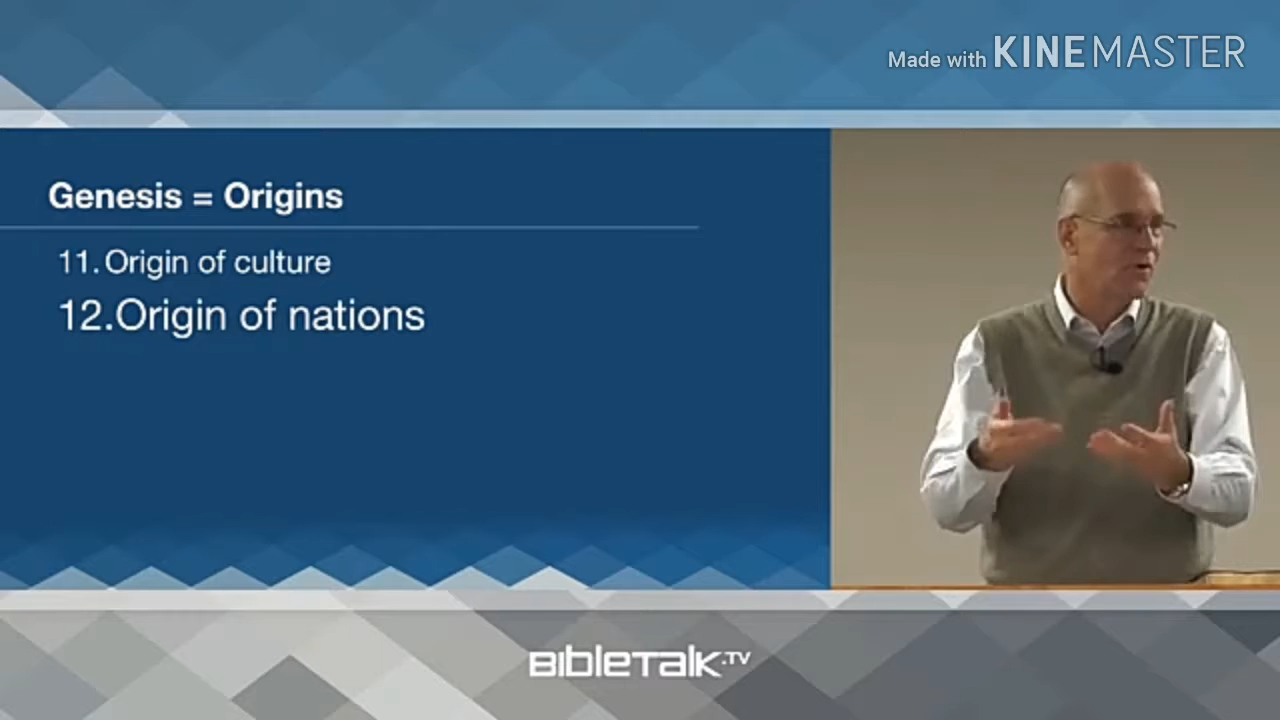 Made with KINEMASTER
Genesis = Origins
11. Origin of culture
12.Origin of nations
BIBLETALK.TV